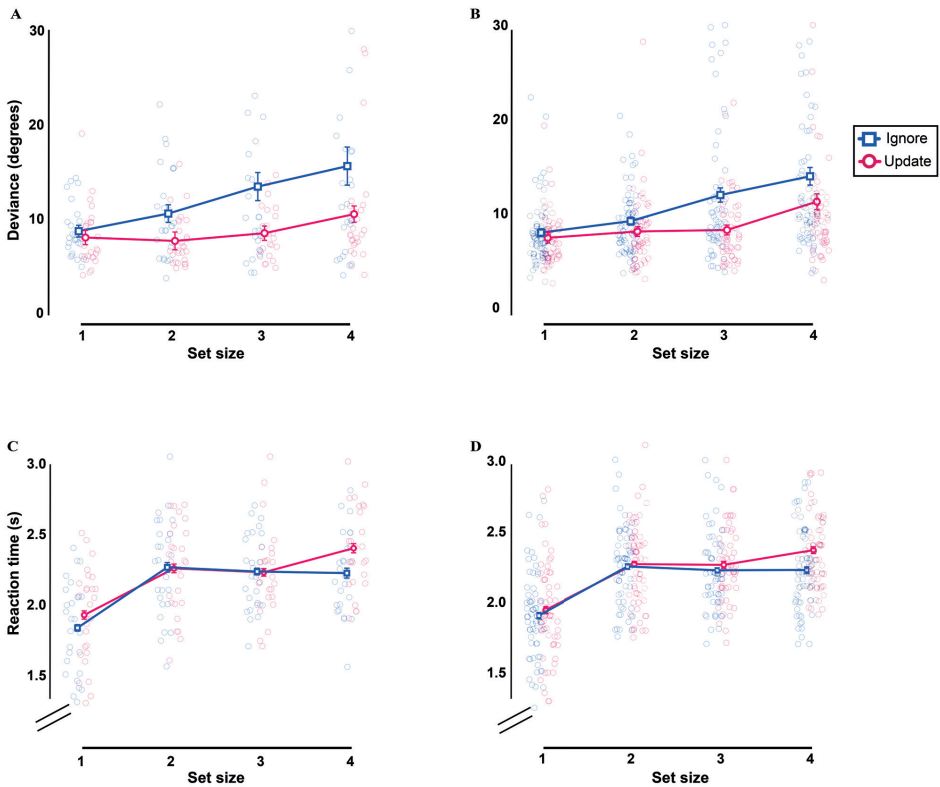 A
30
20
10
0
Deviance (degrees)
1 2 3 4
Set size
B
30
20
10
0
1 2 3 4
Set size
Ignore
Update
C
3.0
2.5
2.0
1.5
Reaction time (s)
1 2 3 4
Set size
D
3.0
2.5
2.0
1.5
1 2 3 4
Set size